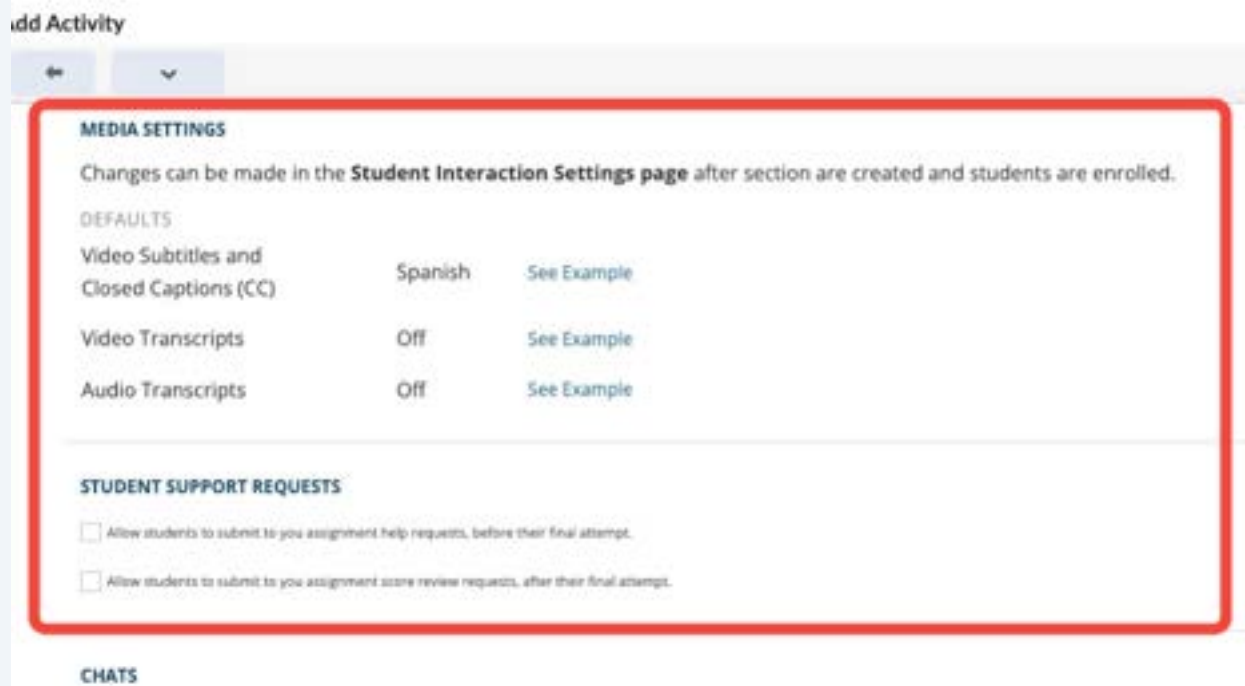 dd Activity
MEDIA SETTINGS
Changes can be made in the Student Interaction Settings page after section are created and students are enrolled.
DEFAULTS
Video Subtitles and
Closed Captions (CC) Spanish See Example
Video Transcripts Off See Example
Audio Transcripts Off See Example
STUDENT SUPPORT REQUESTS
Allow students to submit to you assignment help requests, before their final attempt.
Allow students to submit to you assignment score review requests, after their final attempt.
CHATS